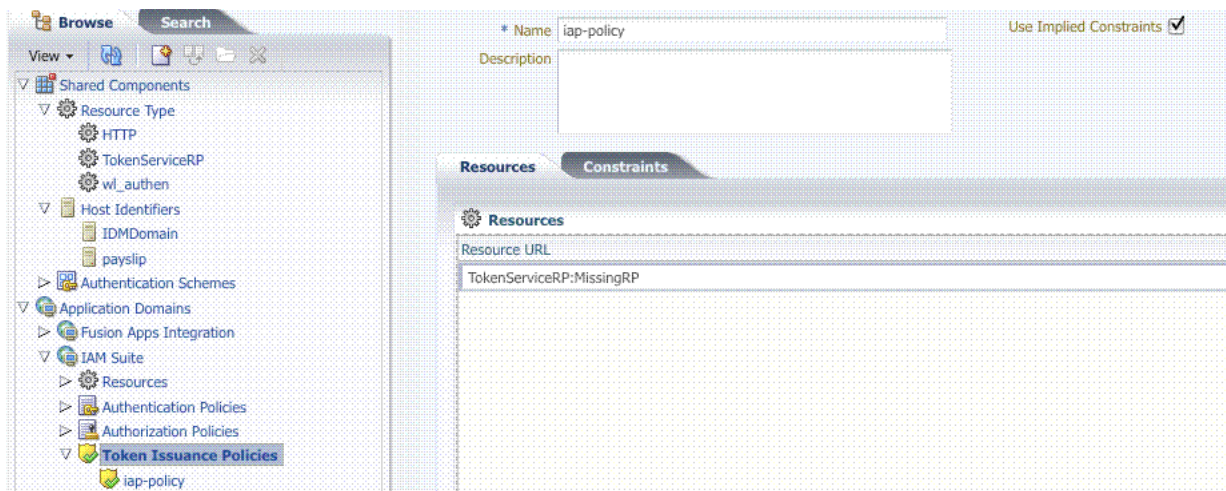 Browse
Search
View
Shared Components
Resource Type
HTTP
TokenServiceRP
wl_authen
Host Identifiers
IDMDomain
payslip
Authentication Schemes
Application Domains
Fusion Apps Integration
IAM Suite
Resources
Authentication Policies
Authorization Policies
Token Issuance Policies
iap-policy
* Name iap-policy
Use Implied Constraints
Description
Resources
Constraints
Resources
Resource URL
TokenServiceRP:MissingRP